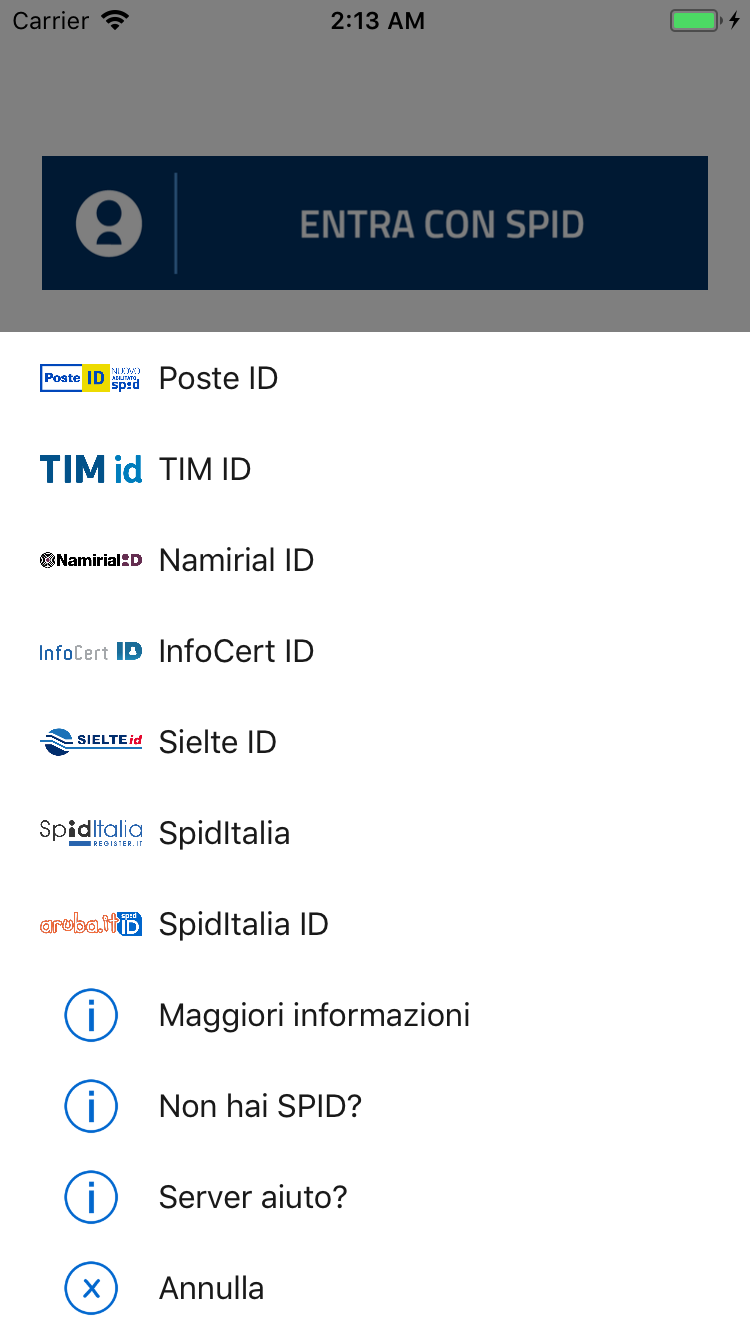 Carrier 2:13 AM
ENTRA CON SPID
Poste ID NUOVO ABILITATO spid Poste ID
TIM id TIM ID
Namirial ID Namirial ID
InfoCert ID InfoCert ID
SIELTE id Sielte ID
SpidItalia REGISTER.IT SpidItalia
aruba.it spid ID SpidItalia ID
i Maggiori informazioni
i Non hai SPID?
i Server aiuto?
x Annulla